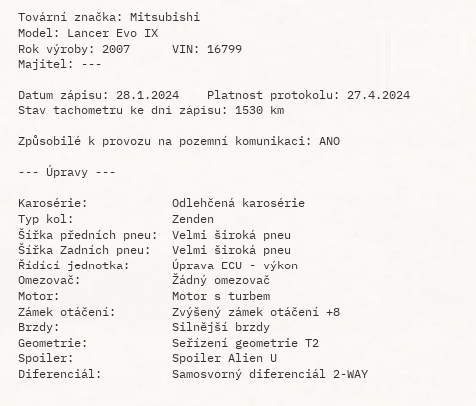 Tovární značka: Mitsubishi
Model: Lancer Evo IX
Rok výroby: 2007 VIN: 16799
Majitel: ---
Datum zápisu: 28.1.2024 Platnost protokolu: 27.4.2024
Stav tachometru ke dni zápisu: 1530 km
Způsobilé k provozu na pozemní komunikaci: ANO
--- Úpravy ---
Karosérie: Odlehčená karosérie
Typ kol: Zenden
Šířka předních pneu: Velmi široká pneu
Šířka Zadních pneu: Velmi široká pneu
Řídící jednotka: Úprava ECU - výkon
Omezovač: Žádný omezovač
Motor: Motor s turbem
Zámek otáčení: Zvýšený zámek otáčení +8
Brzdy: Silnější brzdy
Geometrie: Seřízení geometrie T2
Spoiler: Spoiler Alien U
Diferenciál: Samosvorný diferenciál 2-WAY